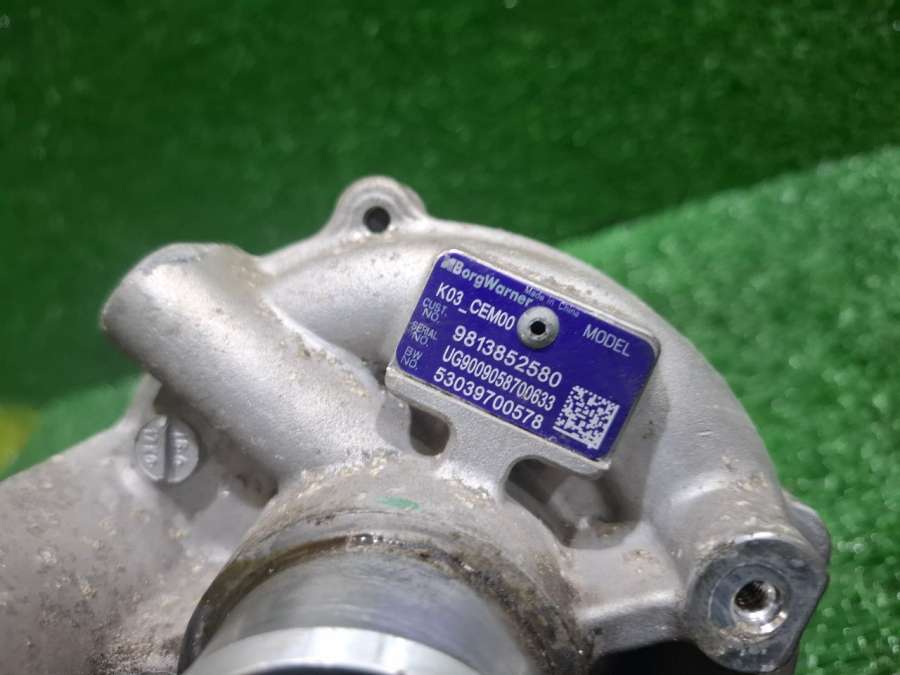 BorgWarner
Made in China
K03_CEM00 MODEL
CUST. NO. 9813852580
SERIAL NO. UG9009058700633
BW NO. 53039700578